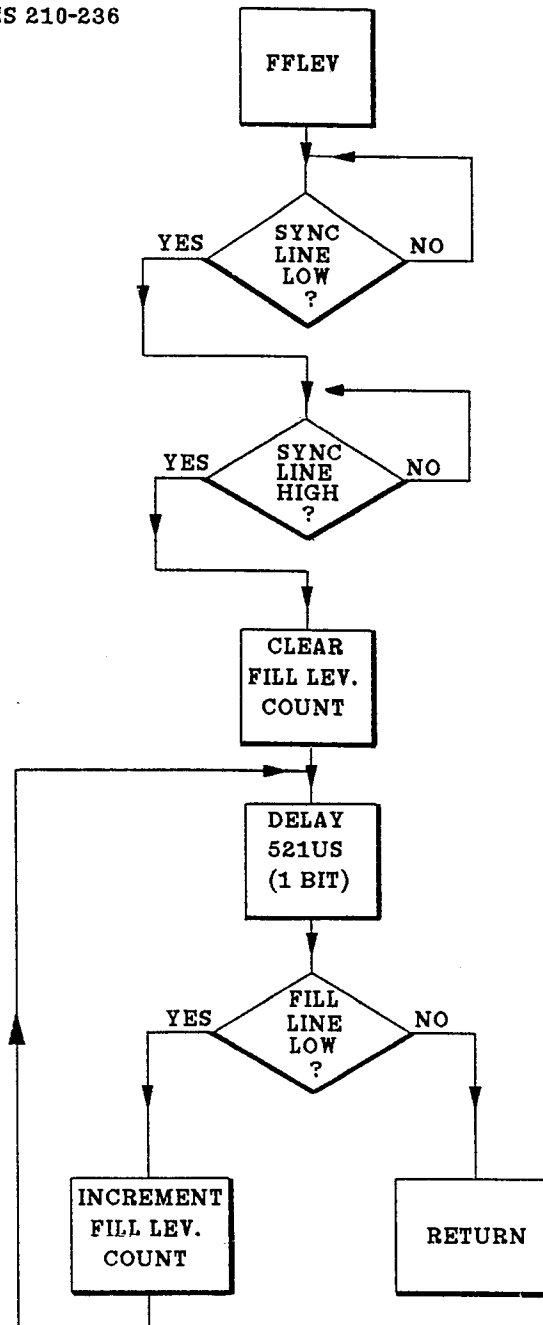 ES 210-236
FFLEV
SYNC
LINE
LOW
?
YES
NO
SYNC
LINE
HIGH
?
YES
NO
CLEAR
FILL LEV.
COUNT
DELAY
521US
(1 BIT)
FILL
LINE
LOW
?
YES
NO
INCREMENT
FILL LEV.
COUNT
RETURN